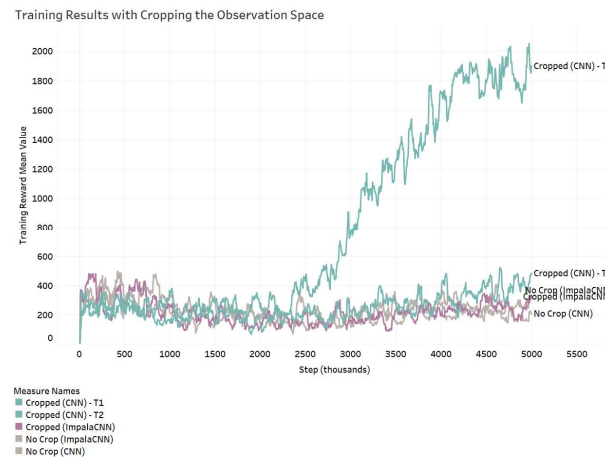 Training Results with Cropping the Observation Space
2000
1800
1600
1400
1200
1000
800
600
400
200
0
Training Reward Mean Value
Cropped (CNN) - T
Cropped (CNN) - T
No Crop (ImpalaCNN
Cropped (ImpalaCNN
No Crop (CNN)
0 500 1000 1500 2000 2500 3000 3500 4000 4500 5000 5500
Step (thousands)
Measure Names
Cropped (CNN) - T1
Cropped (CNN) - T2
Cropped (ImpalaCNN)
No Crop (ImpalaCNN)
No Crop (CNN)